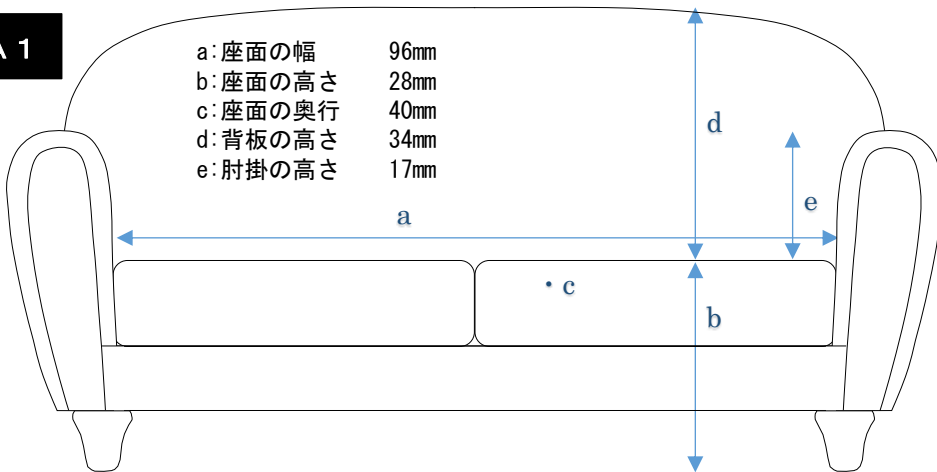 A 1
a:座面の幅 96mm
b:座面の高さ 28mm
c:座面の奥行 40mm
d:背板の高さ 34mm
e:肘掛の高さ 17mm
d
e
a
・c
b